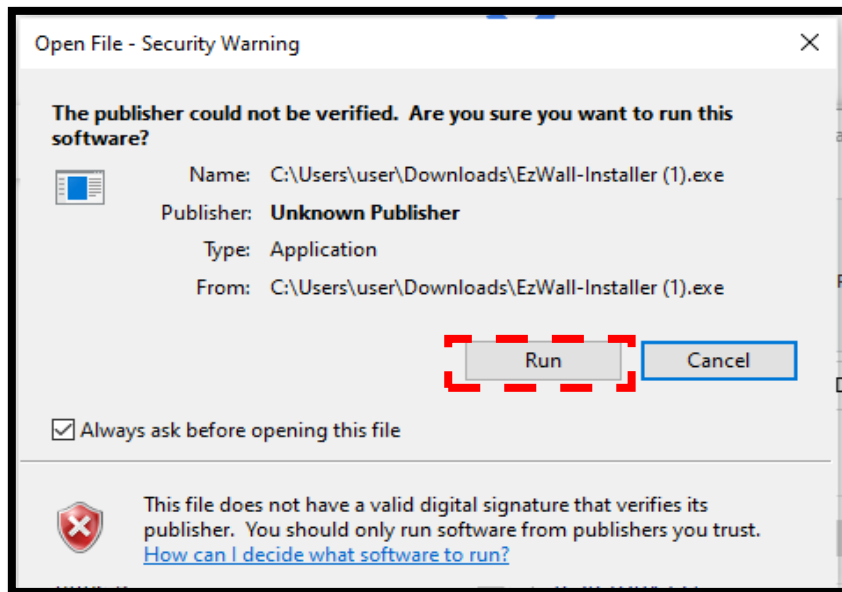 Open File - Security Warning
The publisher could not be verified.  Are you sure you want to run this
software?
Name: C:\Users\user\Downloads\EzWall-Installer (1).exe
Publisher: Unknown Publisher
Type: Application
From: C:\Users\user\Downloads\EzWall-Installer (1).exe
Run Cancel
Always ask before opening this file
This file does not have a valid digital signature that verifies its
publisher.  You should only run software from publishers you trust.
How can I decide what software to run?